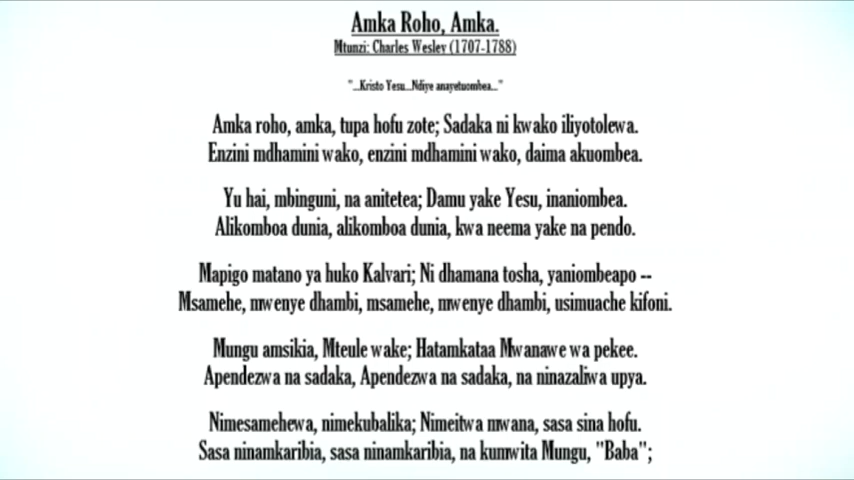 Amka Roho, Amka.
Mtunzi: Charles Wesley (1707-1788)
"...Kristo Yesu...Ndiye anayetuombea..."
Amka roho, amka, tupa hofu zote; Sadaka ni kwako iliyotolewa.
Enzini mdhamini wako, enzini mdhamini wako, daima akuombea.
Yu hai, mbinguni, na anitetea; Damu yake Yesu, inaniombea.
Alikomboa dunia, alikomboa dunia, kwa neema yake na pendo.
Mapigo matano ya huko Kalvari; Ni dhamana tosha, yaniombeapo --
Msamehe, mwenye dhambi, msamehe, mwenye dhambi, usimuache kifoni.
Mungu amsikia, Mteule wake; Hatamkataa Mwanawe wa pekee.
Apendezwa na sadaka, Apendezwa na sadaka, na ninazaliwa upya.
Nimesamehewa, nimekubalika; Nimeitwa mwana, sasa sina hofu.
Sasa ninamkaribia, sasa ninamkaribia, na kumwita Mungu, "Baba";